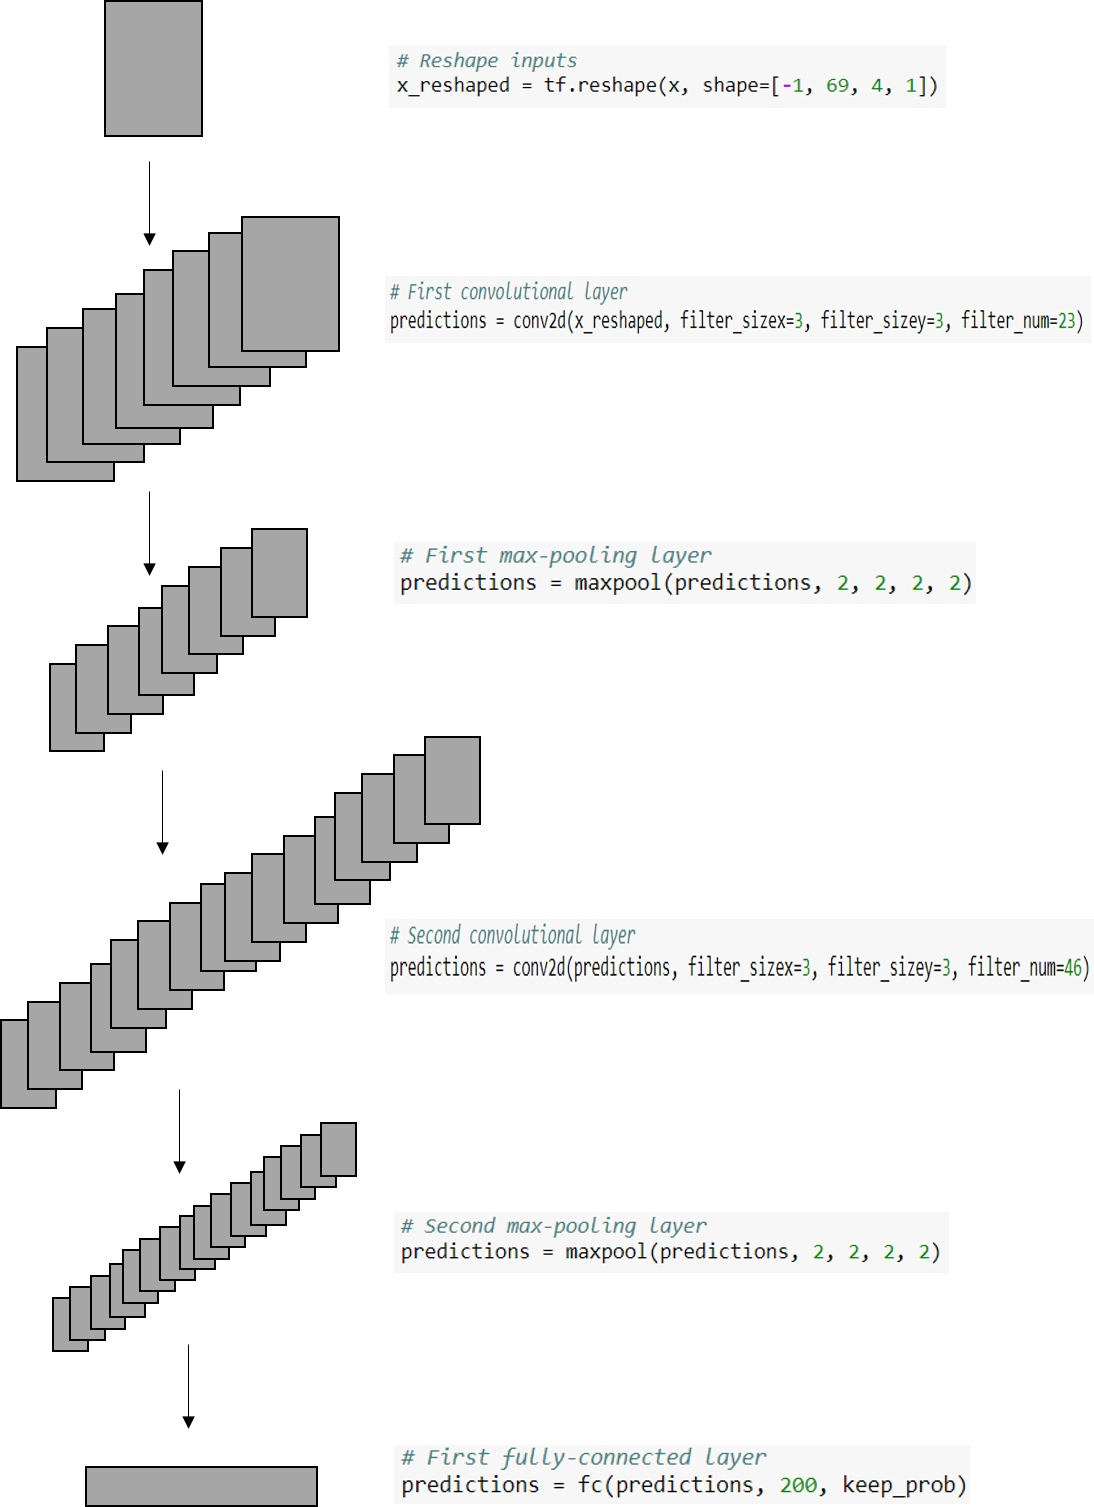 # Reshape inputs
x_reshaped = tf.reshape(x, shape=[-1, 69, 4, 1])
# First convolutional layer
predictions = conv2d(x_reshaped, filter_sizex=3, filter_sizey=3, filter_num=23)
# First max-pooling layer
predictions = maxpool(predictions, 2, 2, 2, 2)
# Second convolutional layer
predictions = conv2d(predictions, filter_sizex=3, filter_sizey=3, filter_num=46)
# Second max-pooling layer
predictions = maxpool(predictions, 2, 2, 2, 2)
# First fully-connected layer
predictions = fc(predictions, 200, keep_prob)